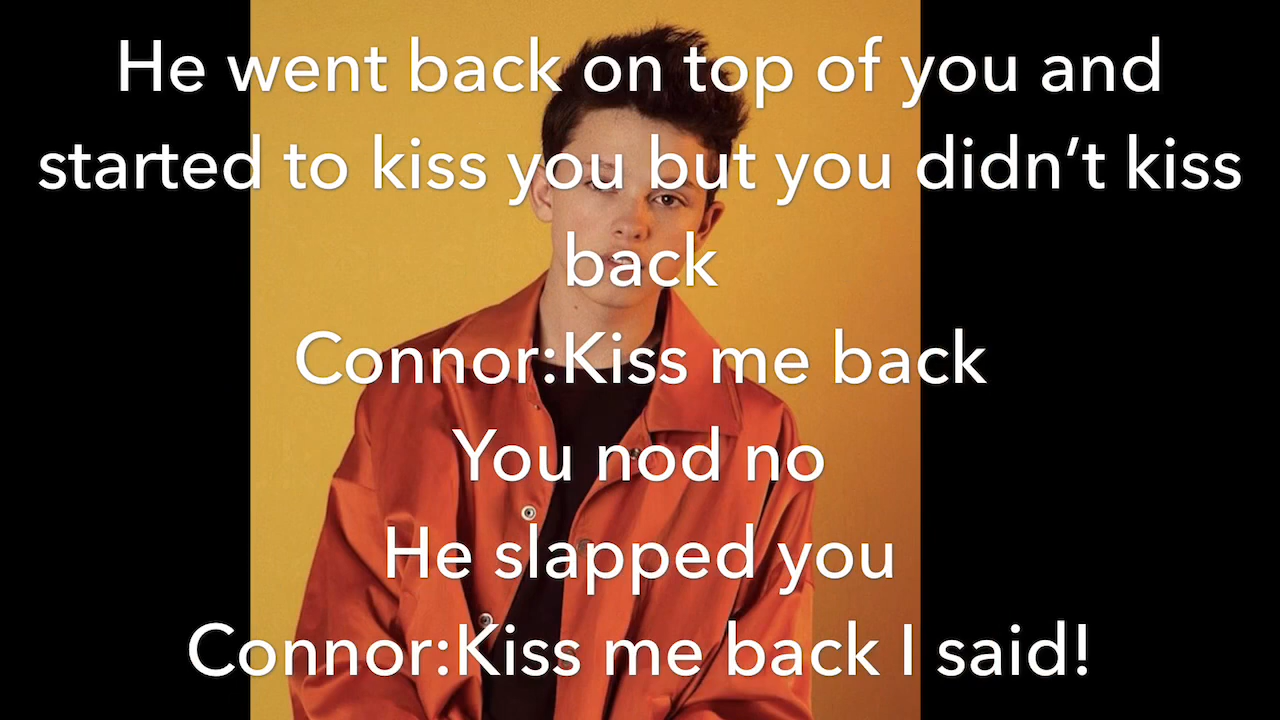 He went back on top of you and
started to kiss you but you didn’t kiss
back
Connor:Kiss me back
You nod no
He slapped you
Connor:Kiss me back I said!